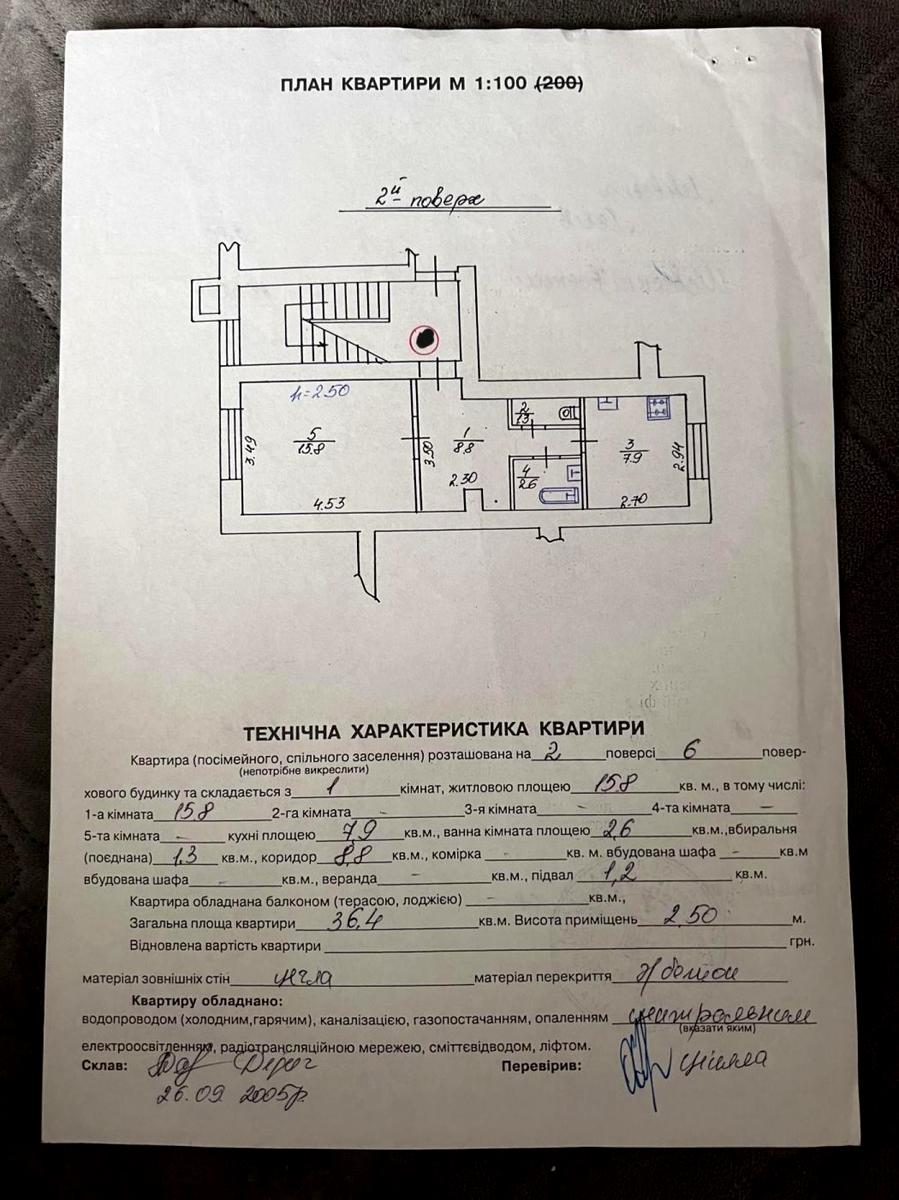 ПЛАН КВАРТИРИ М 1:100 (200)
2й поверх
h=2.50
5
15.8
3.49
4.53
1
8.8
3.50
2.30
2
1.3
4
2.6
3
7.9
2.94
2.70
ТЕХНІЧНА ХАРАКТЕРИСТИКА КВАРТИРИ
Квартира (посімейного, спільного заселення) розташована на 2 поверсі 6 повер-
(непотрібне викреслити)
хового будинку та складається з 1 кімнат, житловою площею 15.8 кв. м., в тому числі:
1-а кімната 15.8 2-га кімната – 3-я кімната – 4-та кімната –
5-та кімната – кухні площею 7,9 кв.м., ванна кімната площею 2,6 кв.м.,вбиральня
(поєднана) 1,3 кв.м., коридор 8,8 кв.м., комірка – кв. м. вбудована шафа – кв.м
вбудована шафа – кв.м., веранда – кв.м., підвал 1,2 кв.м.
Квартира обладнана балконом (терасою, лоджією) – кв.м.,
Загальна площа квартири 36,4 кв.м. Висота приміщень 2,50 м.
Відновлена вартість квартири грн.
матеріал зовнішніх стін цегла матеріал перекриття з/бетон
Квартиру обладнано:
водопроводом (холодним,гарячим), каналізацією, газопостачанням, опаленням центральним
(вказати яким)
електроосвітленням, радіотрансляційною мережею, сміттєвідводом, ліфтом.
Склав: Перевірив:
26.09 2005р.